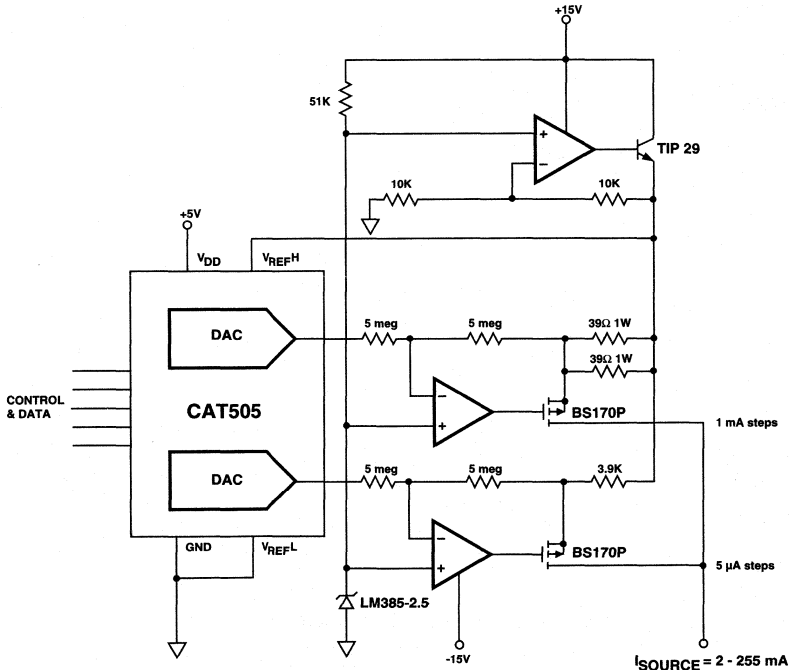 +15V
51K
+
−
TIP 29
10K
10K
+5V
VDD
VREFH
DAC
5 meg
5 meg
39Ω 1W
39Ω 1W
CONTROL
& DATA
CAT505
−
+
BS170P
1 mA steps
DAC
5 meg
5 meg
3.9K
−
+
BS170P
5 µA steps
GND
VREFL
LM385-2.5
-15V
ISOURCE = 2 - 255 mA